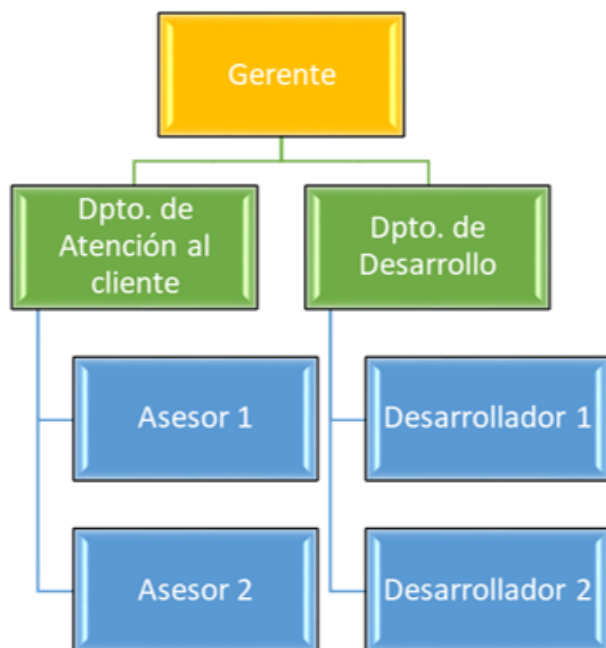 Gerente
Dpto. de
Atención al
cliente
Dpto. de
Desarrollo
Asesor 1
Desarrollador 1
Asesor 2
Desarrollador 2